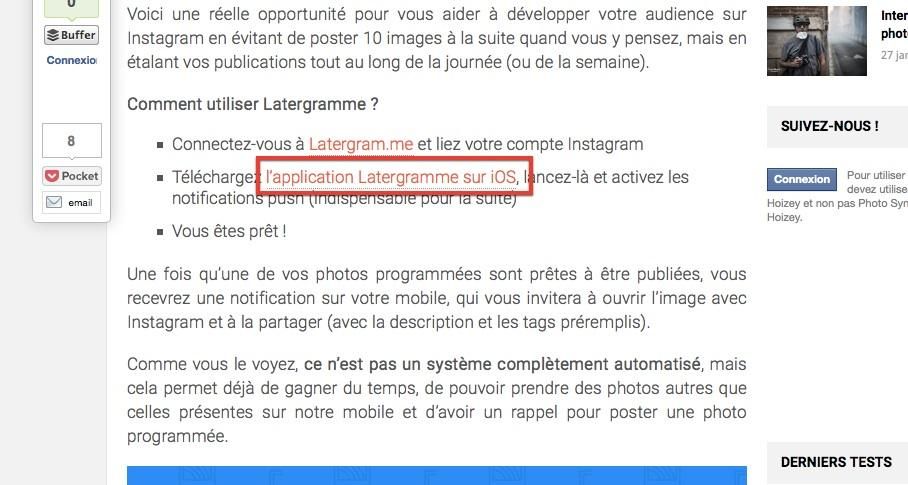 0
Buffer
Connexion
8
Pocket
email
Voici une réelle opportunité pour vous aider à développer votre audience sur
Instagram en évitant de poster 10 images à la suite quand vous y pensez, mais en
étalant vos publications tout au long de la journée (ou de la semaine).
Comment utiliser Latergramme ?
Connectez-vous à Latergram.me et liez votre compte Instagram
Téléchargez l'application Latergramme sur iOS, lancez-là et activez les
notifications push (indispensable pour la suite)
Vous êtes prêt !
Une fois qu'une de vos photos programmées sont prêtes à être publiées, vous
recevrez une notification sur votre mobile, qui vous invitera à ouvrir l'image avec
Instagram et à la partager (avec la description et les tags préremplis).
Comme vous le voyez, ce n'est pas un système complètement automatisé, mais
cela permet déjà de gagner du temps, de pouvoir prendre des photos autres que
celles présentes sur notre mobile et d'avoir un rappel pour poster une photo
programmée.
Inter
photo
27 jan
SUIVEZ-NOUS !
Connexion
Pour utiliser
devez utilise
Hoizey et non pas Photo Syn
Hoizey.
DERNIERS TESTS